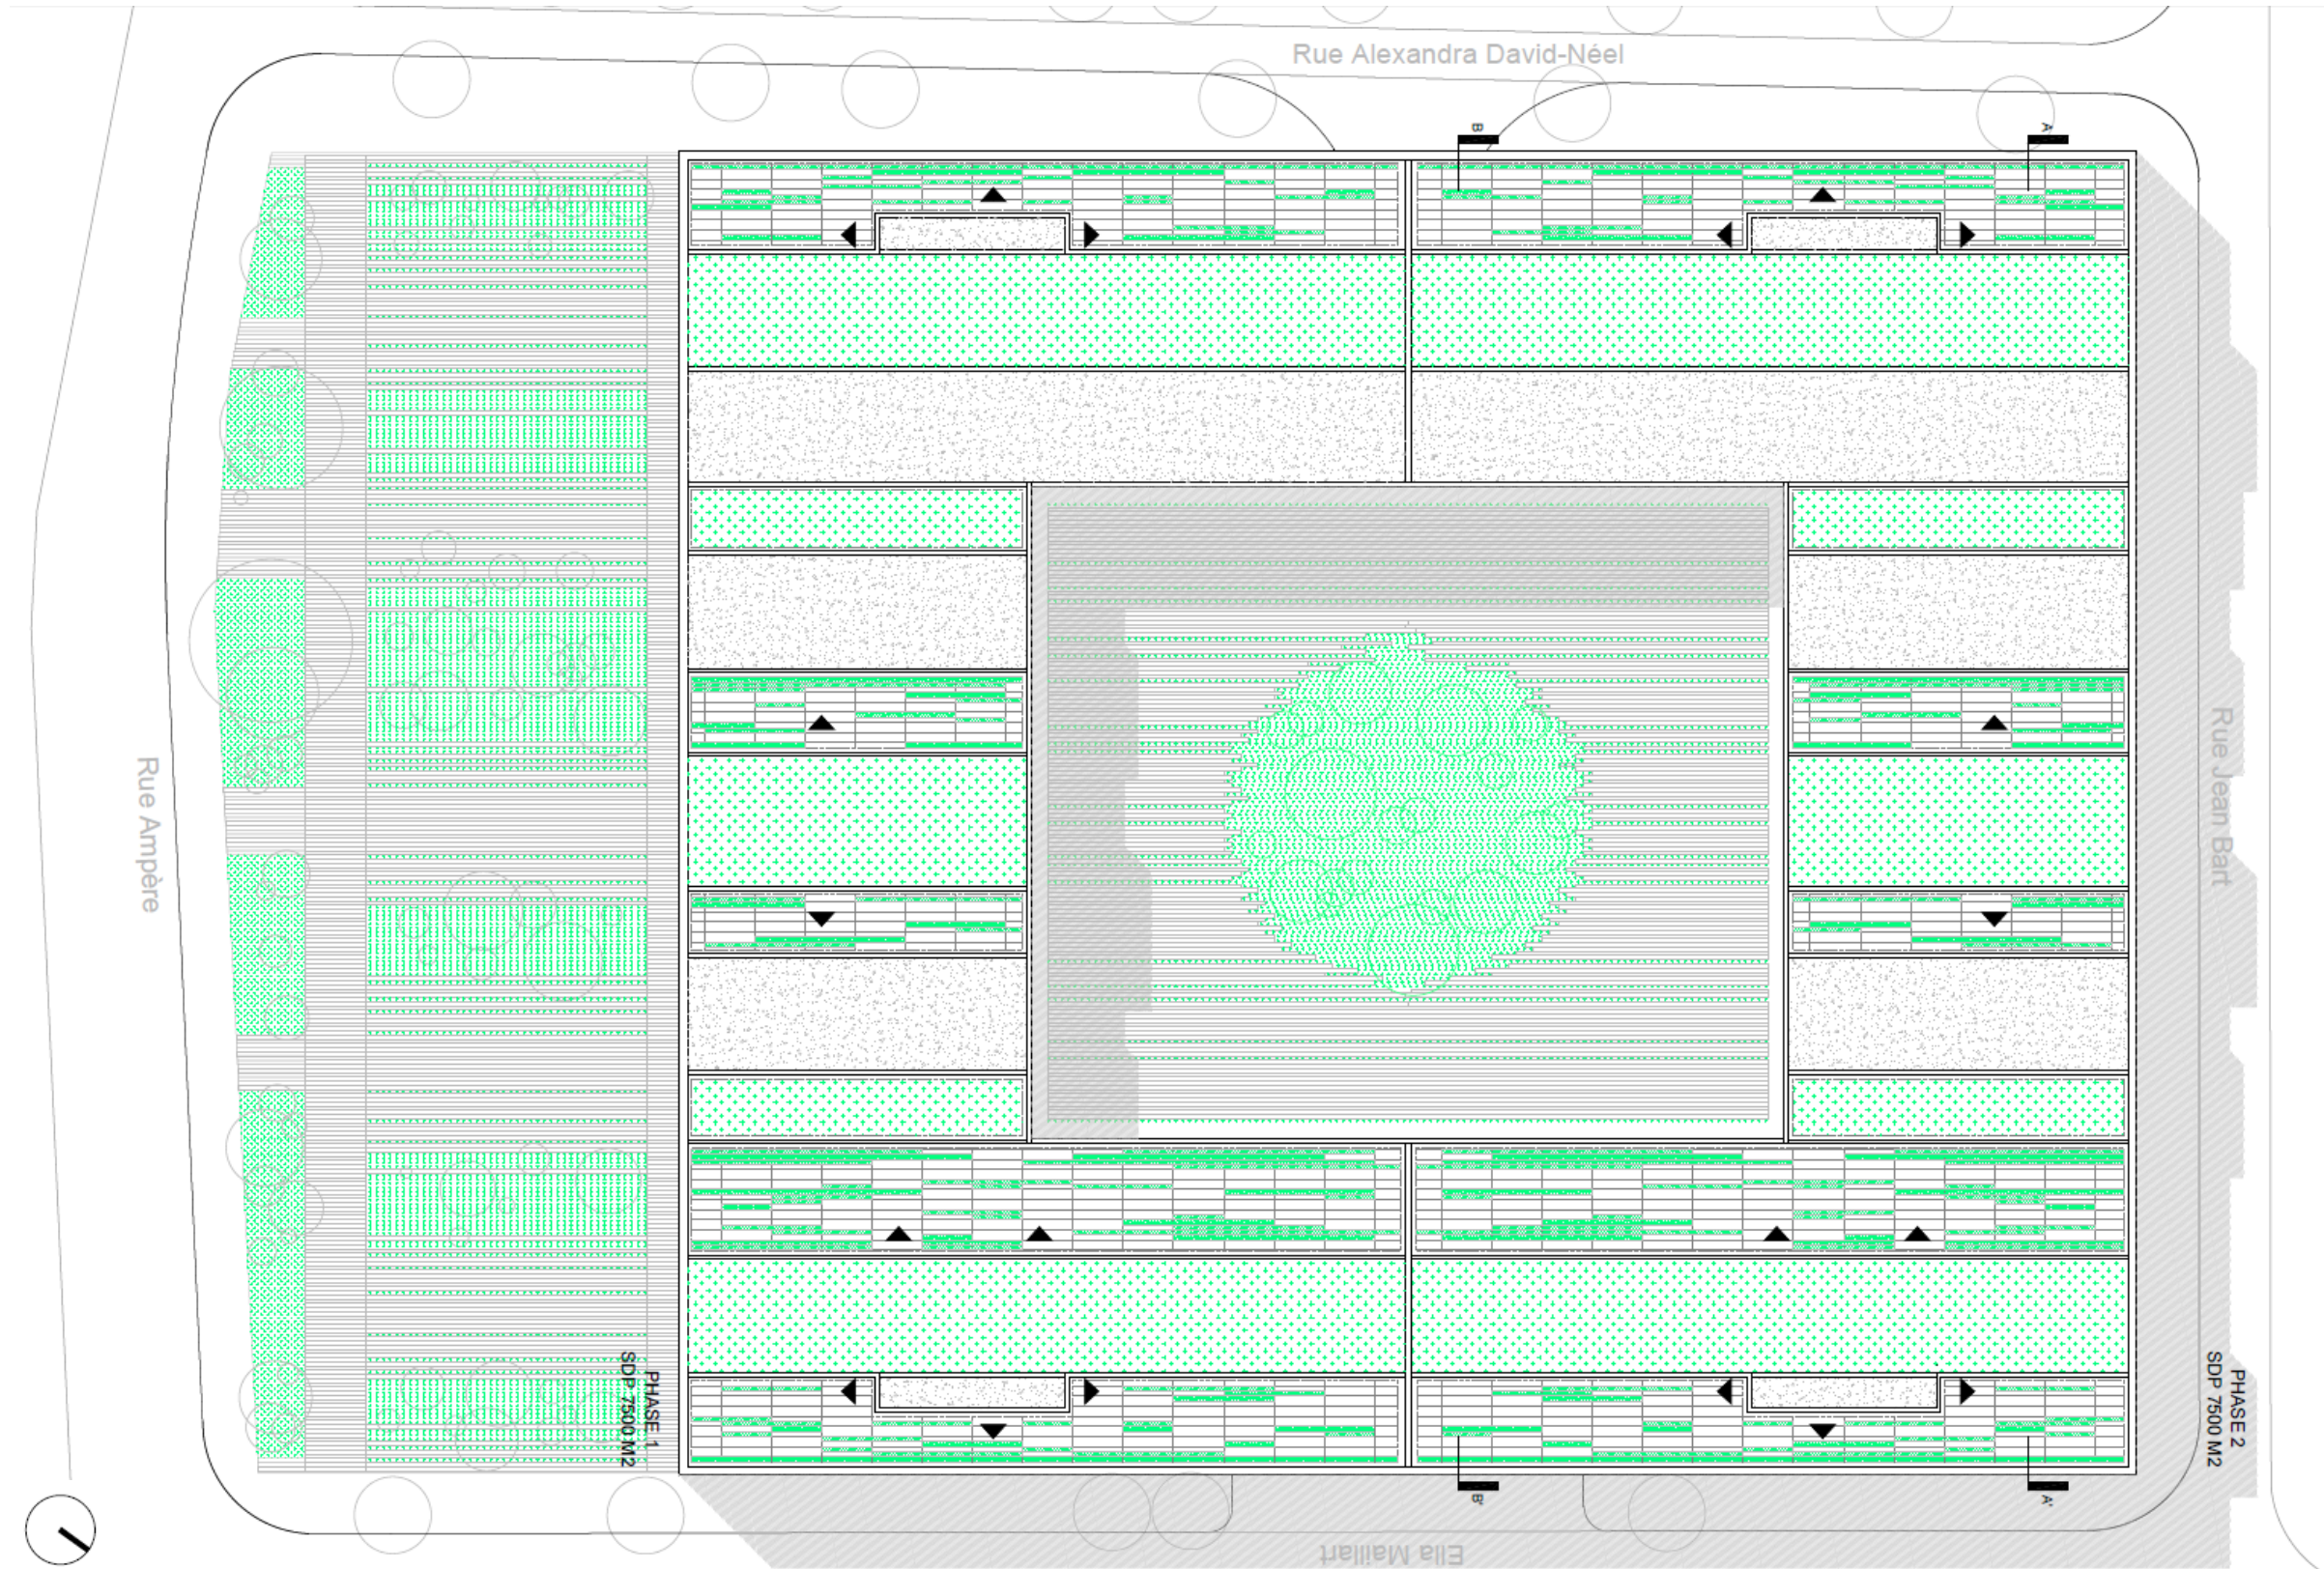 Rue Alexandra David-Néel
B
A
Rue Ampère
Rue Jean Bart
PHASE 1
SDP 7500 M2
PHASE 2
SDP 7500 M2
B'
A'
Ella Maillart